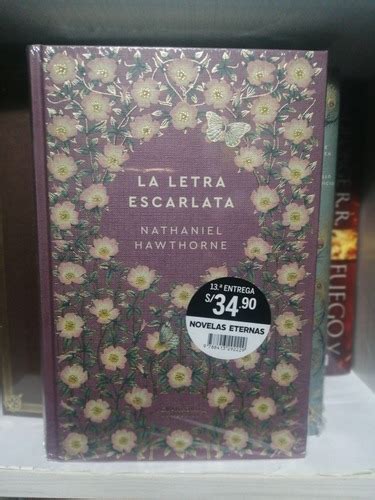 LA LETRA
ESCARLATA
NATHANIEL
HAWTHORNE
13.ª ENTREGA
S/34.90
NOVELAS ETERNAS
FUEGO